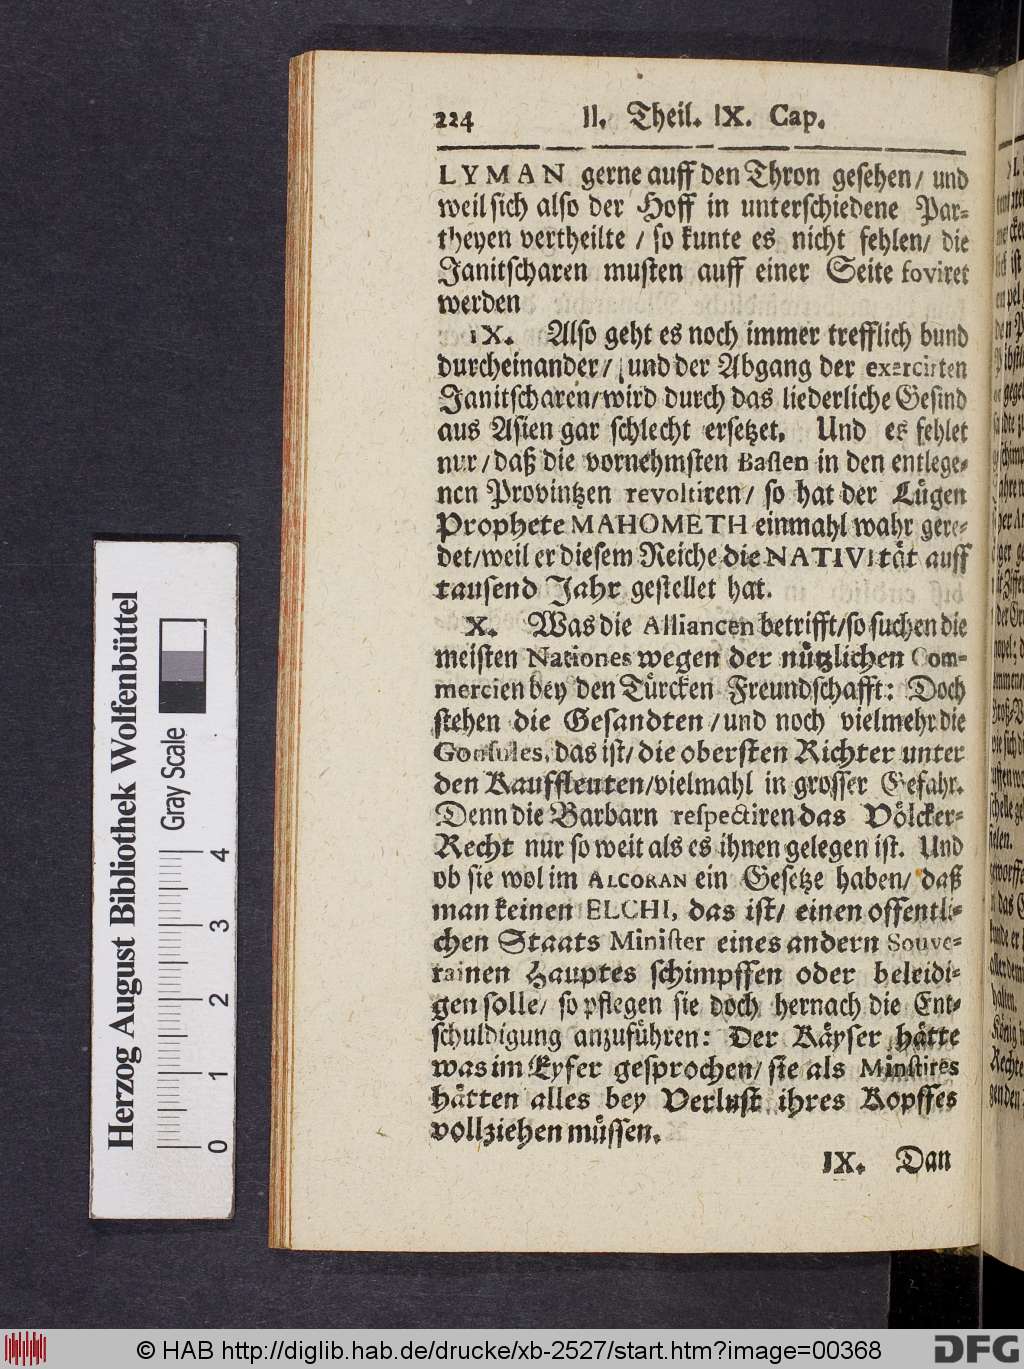 224 II. Theil. IX. Cap.
LYMAN gerne auff den Thron gesehen/ und
weil sich also der Hoff in unterschiedene Par-
theyen vertheilte / so kunte es nicht fehlen/ die
Janitscharen musten auff einer Seite foviret
werden
IX. Also geht es noch immer trefflich bund
durcheinander/ und der Abgang der exercirten
Janitscharen/wird durch das liederliche Gesind
aus Asien gar schlecht ersetzet. Und es fehlet
nur/daß die vornehmsten Bassen in den entlege-
nen Provintzen revoltiren/ so hat der Lügen
Prophete MAHOMETH einmahl wahr gere-
det/weil er diesem Reiche die NATIVität auff
tausend Jahr gestellet hat.
X. Was die Alliancen betrifft/so suchen die
meisten Nationes wegen der nützlichen Com-
mercien bey den Türcken Freundschafft: Doch
stehen die Gesandten/und noch vielmehr die
Consules, das ist/die obersten Richter unter
den Kauffleuten/vielmahl in grosser Gefahr.
Denn die Barbarn respectiren das Völcker-
Recht nur so weit als es ihnen gelegen ist. Und
ob sie wol im ALCORAN ein Gesetze haben/ daß
man keinen ELCHI, das ist/ einen offentli-
chen Staats Minister eines andern Souve-
rainen Hauptes schimpffen oder beleidi-
gen solle/ so pflegen sie doch hernach die Ent-
schuldigung anzuführen: Der Käyser hätte
was im Eyfer gesprochen/ sie als Ministres
hätten alles bey Verlust ihres Kopffes
vollziehen müssen.
IX. Dan
Herzog August Bibliothek Wolfenbüttel
Gray Scale
0 1 2 3 4
© HAB http://diglib.hab.de/drucke/xb-2527/start.htm?image=00368
DFG